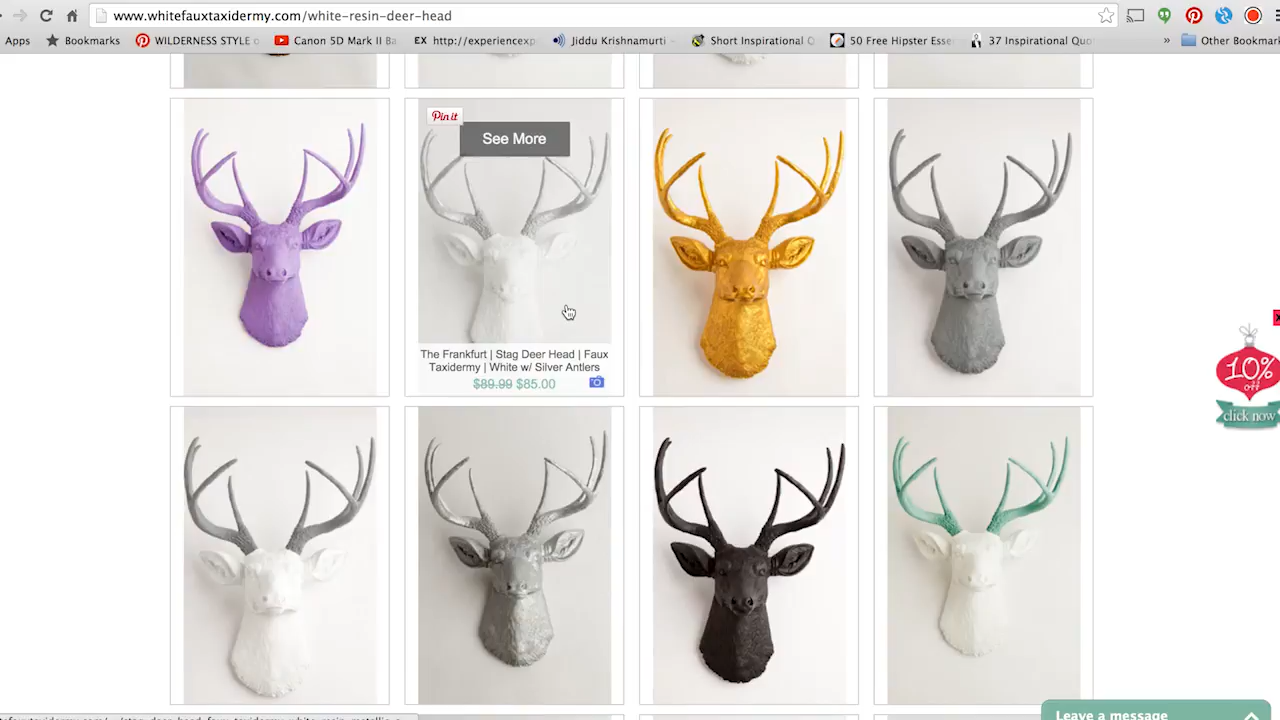 www.whitefauxtaxidermy.com/white-resin-deer-head
Apps
Bookmarks
WILDERNESS STYLE
Canon 5D Mark II Ba
EX
http://experienceexp
Jiddu Krishnamurti -
Short Inspirational Q
50 Free Hipster Esse
37 Inspirational Quo
»
Other Bookmark
Pin it
See More
The Frankfurt | Stag Deer Head | Faux
Taxidermy | White w/ Silver Antlers
$89.99 $85.00
x
10%
off
click now
Leave a message